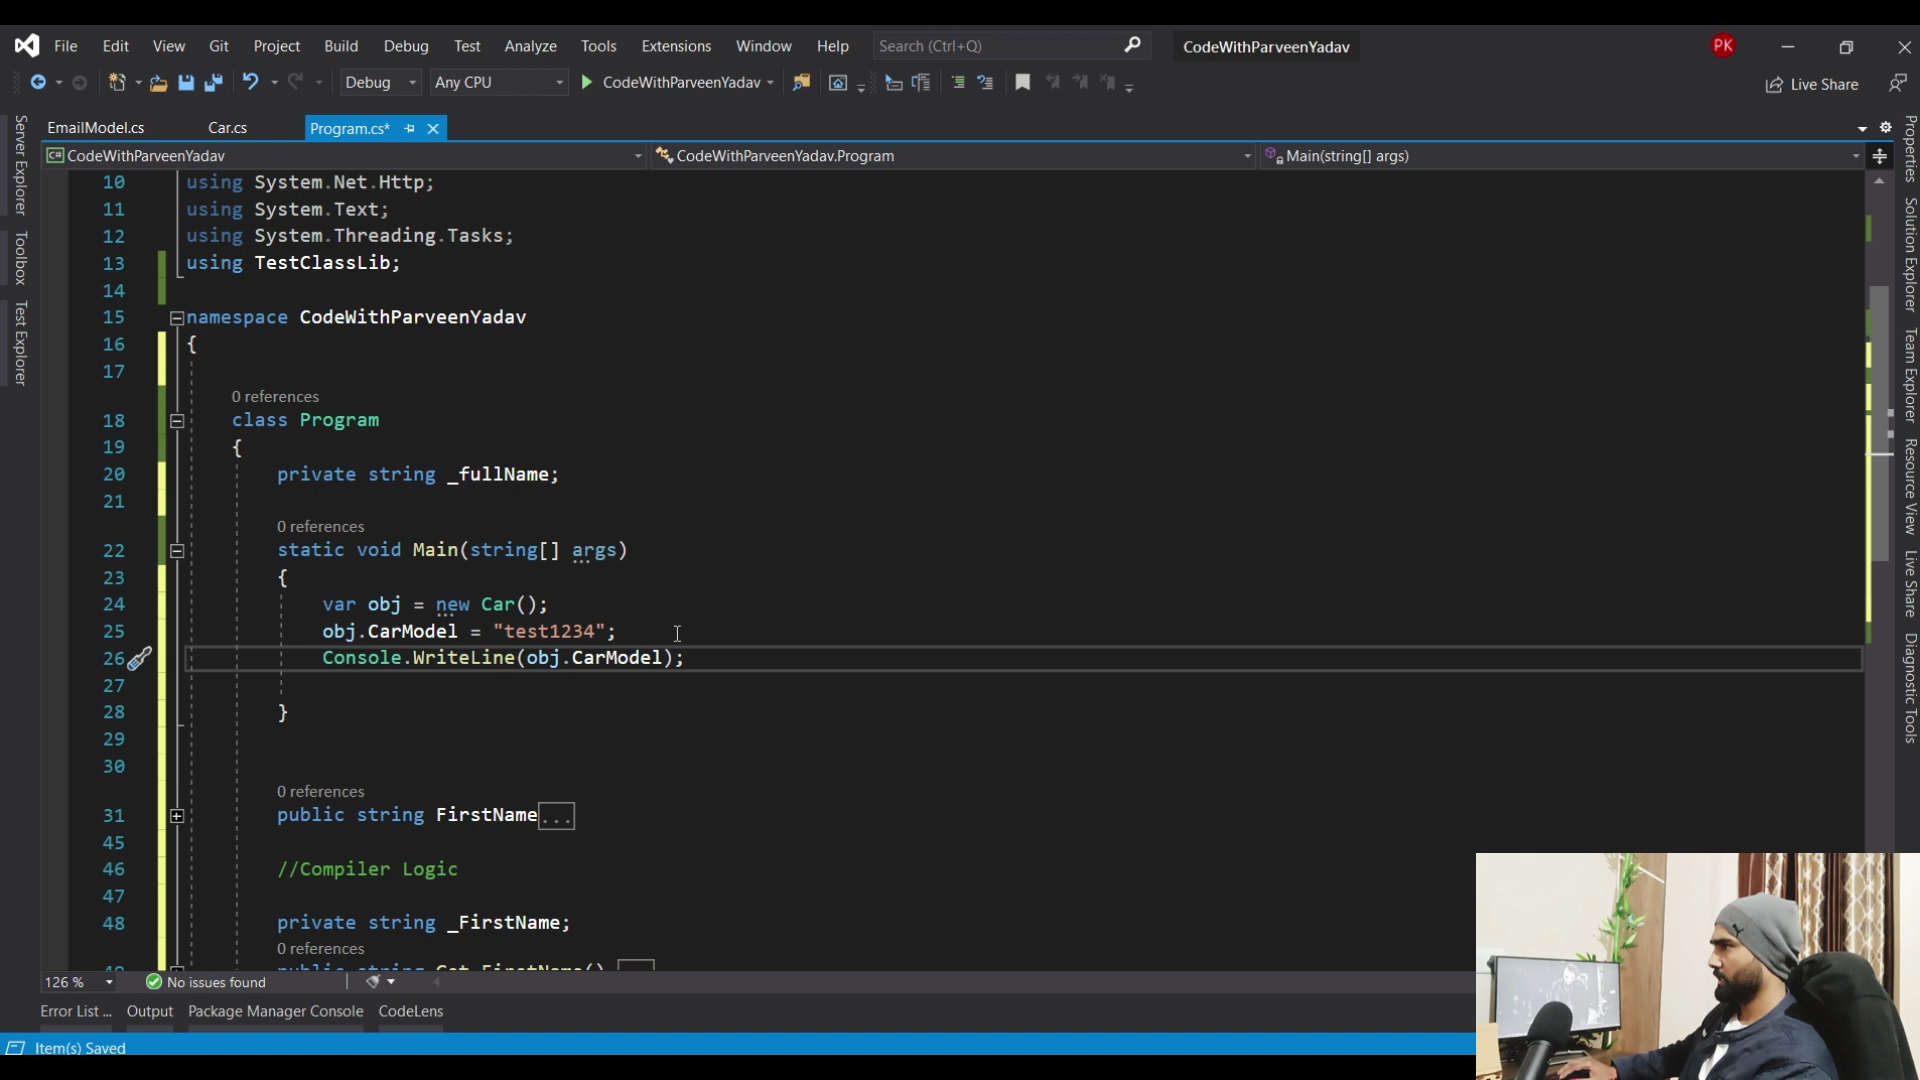 File Edit View Git Project Build Debug Test Analyze Tools Extensions Window Help Search (Ctrl+Q) CodeWithParveenYadav PK
Debug Any CPU CodeWithParveenYadav Live Share
EmailModel.cs Car.cs Program.cs*
C# CodeWithParveenYadav CodeWithParveenYadav.Program Main(string[] args)
Server Explorer
Toolbox
Test Explorer
10 using System.Net.Http;
11 using System.Text;
12 using System.Threading.Tasks;
13 using TestClassLib;
14
15 namespace CodeWithParveenYadav
16 {
17
0 references
18 class Program
19 {
20 private string _fullName;
21
0 references
22 static void Main(string[] args)
23 {
24 var obj = new Car();
25 obj.CarModel = "test1234";
26 Console.WriteLine(obj.CarModel);
27
28 }
29
30
0 references
31 public string FirstName...
45
46 //Compiler Logic
47
48 private string _FirstName;
0 references
Properties
Solution Explorer
Team Explorer
Resource View
Live Share
Diagnostic Tools
126 % No issues found
Error List ... Output Package Manager Console CodeLens
Item(s) Saved